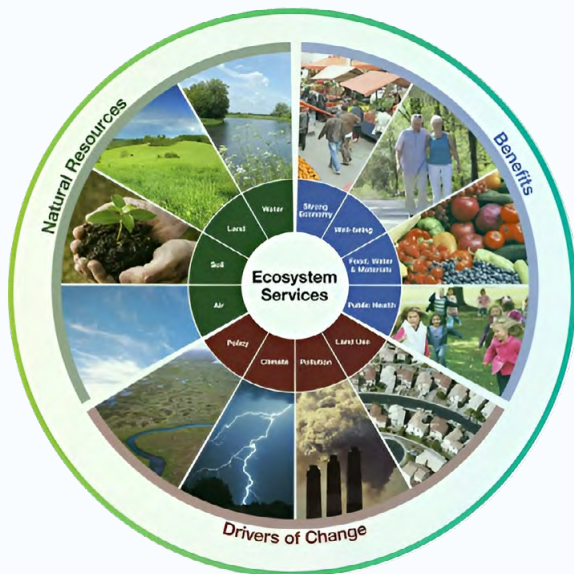 Natural Resources
Benefits
Drivers of Change
Ecosystem
Services
Water
Land
Soil
Air
Strong
Economy
Well-being
Food, Water
& Materials
Public Health
Land Use
Pollution
Climate
Policy